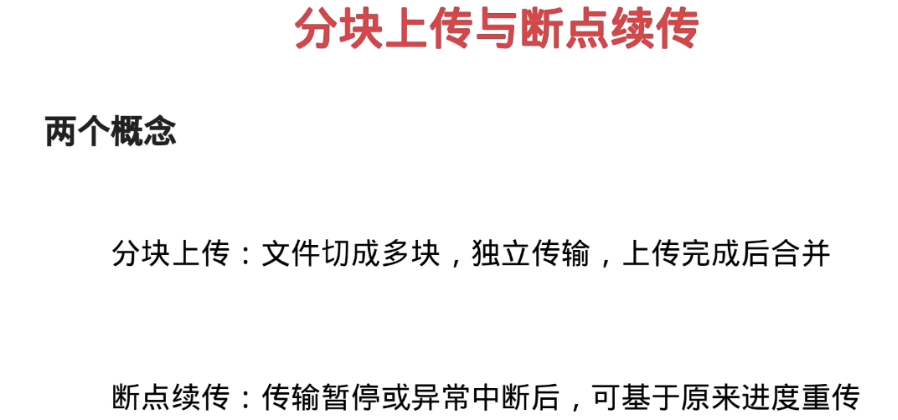 分块上传与断点续传
两个概念
分块上传：文件切成多块，独立传输，上传完成后合并
断点续传：传输暂停或异常中断后，可基于原来进度重传